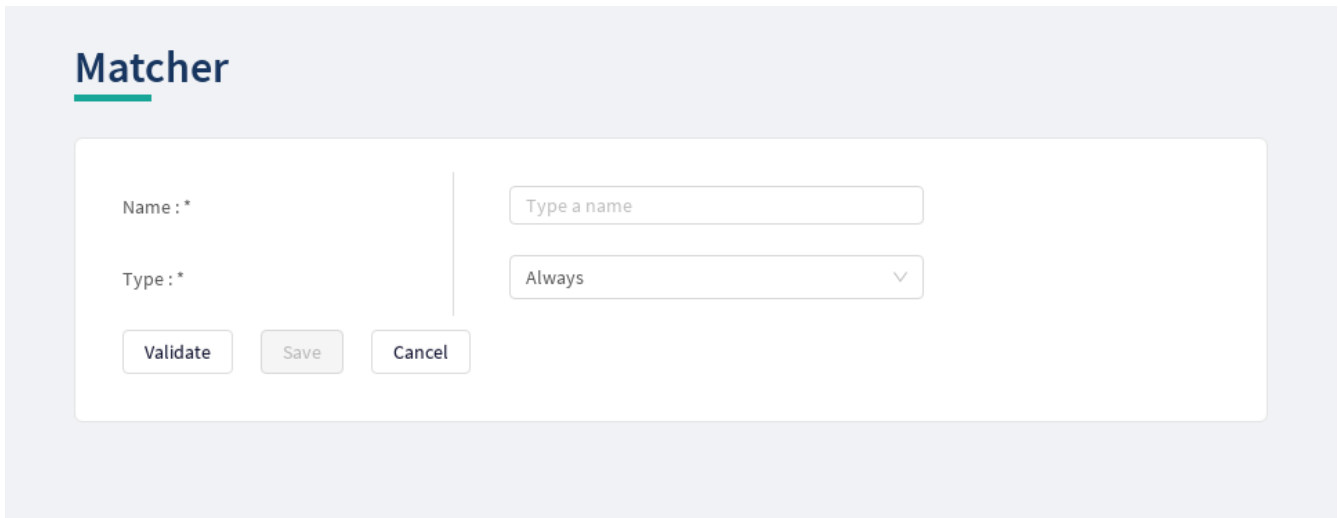 Matcher
Name : *
Type a name
Type : *
Always
Validate
Save
Cancel